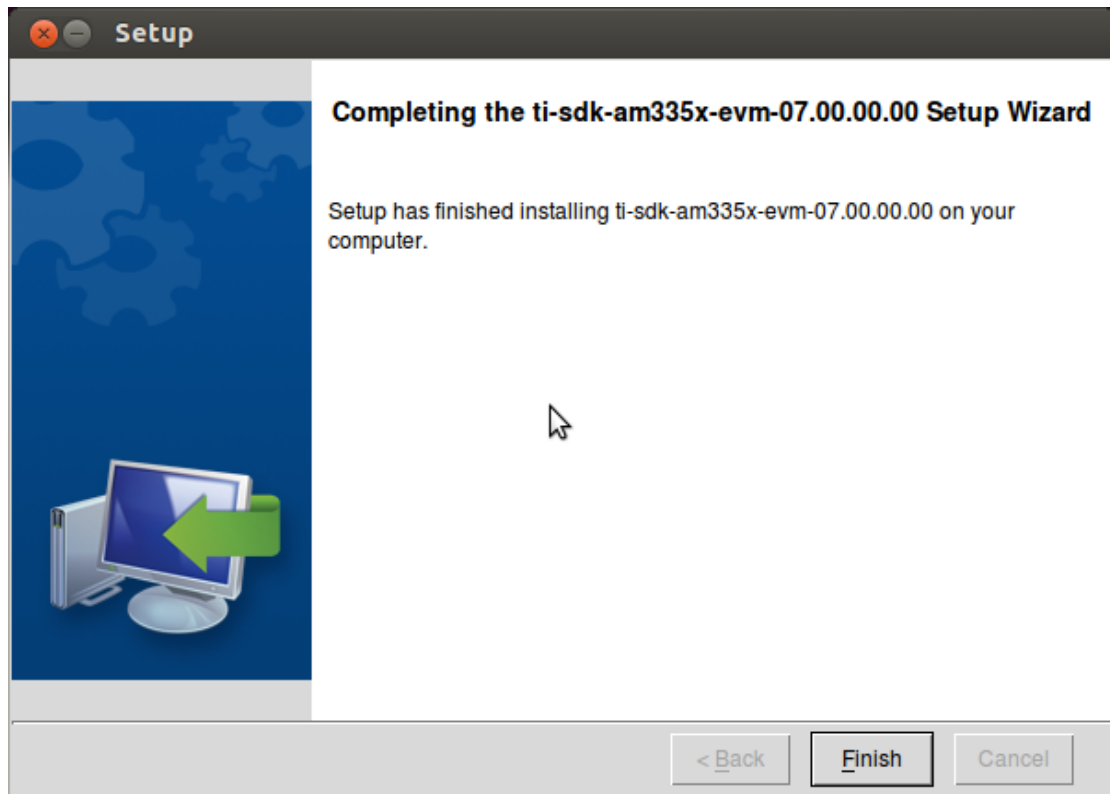 Setup
Completing the ti-sdk-am335x-evm-07.00.00.00 Setup Wizard
Setup has finished installing ti-sdk-am335x-evm-07.00.00.00 on your
computer.
< Back Finish Cancel